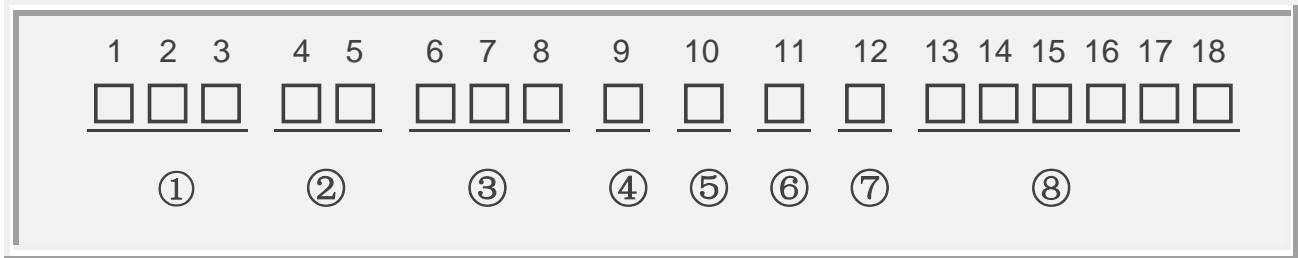 1 2 3 4 5 6 7 8 9 10 11 12 13 14 15 16 17 18
□□□ □□ □□□ □ □ □ □ □□□□□□
① ② ③ ④ ⑤ ⑥ ⑦ ⑧